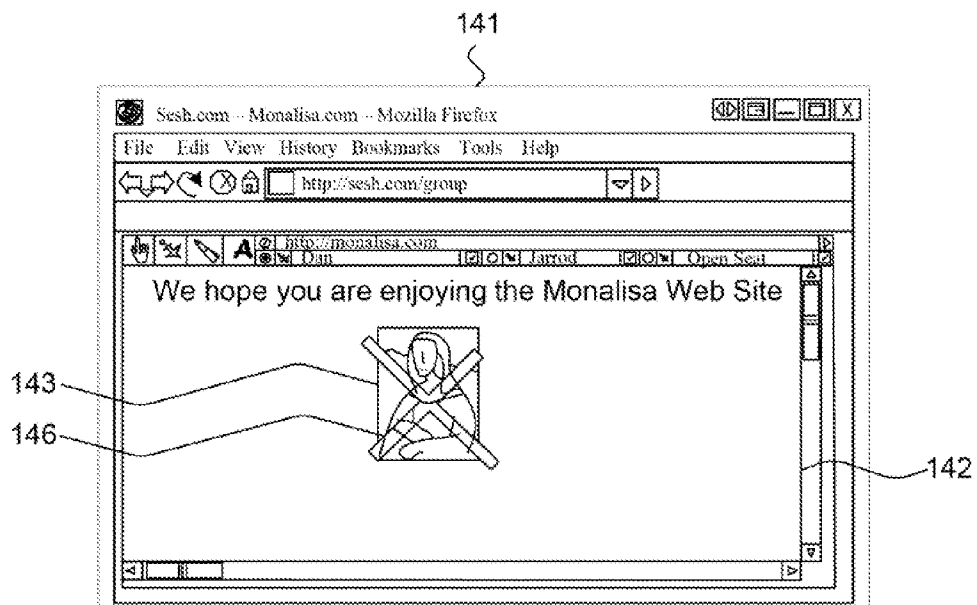 141
Sesh.com - Monalisa.com - Mozilla Firefox
File Edit View History Bookmarks Tools Help
http://sesh.com/group
A http://monalisa.com
Dan Jarrod Open Seat
We hope you are enjoying the Monalisa Web Site
143
146
142